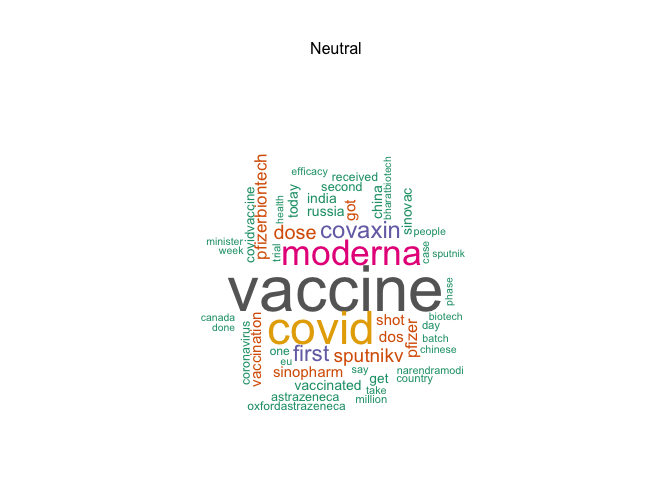 Neutral
efficacy
received
second
india
russia
today
health
covidvaccine
pfizerbiontech
got
china
bharatbiotech
sinovac
dose
covaxin
people
minister
week
trial
moderna
case
sputnik
vaccine
phase
canada
done
covid
shot
biotech
day
coronavirus
vaccination
dos
pfizer
batch
chinese
one
first
sputnikv
eu
sinopharm
say
get
narendramodi
country
vaccinated
take
astrazeneca
million
oxfordastrazeneca